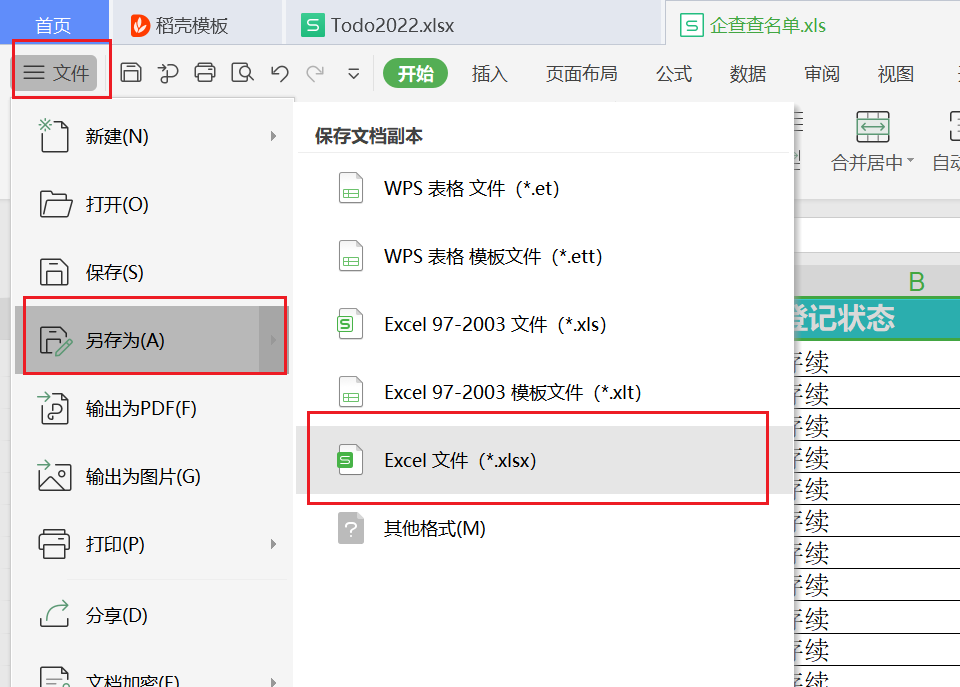 首页
稻壳模板
Todo2022.xlsx
企查查名单.xls
文件
开始
插入
页面布局
公式
数据
审阅
视图
合并居中
自动
新建(N)
打开(O)
保存(S)
另存为(A)
输出为PDF(F)
输出为图片(G)
打印(P)
分享(D)
文档加密(E)
保存文档副本
WPS 表格 文件（*.et）
WPS 表格 模板文件（*.ett）
Excel 97-2003 文件（*.xls）
Excel 97-2003 模板文件（*.xlt）
Excel 文件（*.xlsx）
其他格式(M)
B
登记状态
存续
存续
存续
存续
存续
存续
存续
存续
存续
存续
存续